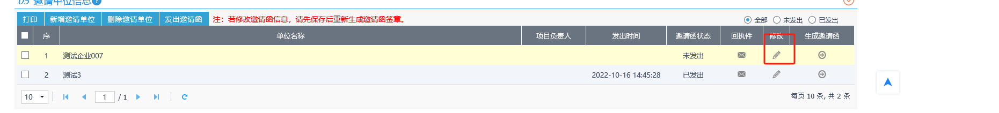 03 邀请单位信息?
打印 新增邀请单位 删除邀请单位 发出邀请函 注：若修改邀请函信息，请先保存后重新生成邀请函签章。 全部 未发出 已发出
序 单位名称 项目负责人 发出时间 邀请函状态 回执件 修改 生成邀请函
1 测试企业007 未发出
2 测试3 2022-10-16 14:45:28 已发出
10 1 / 1 每页 10 条, 共 2 条